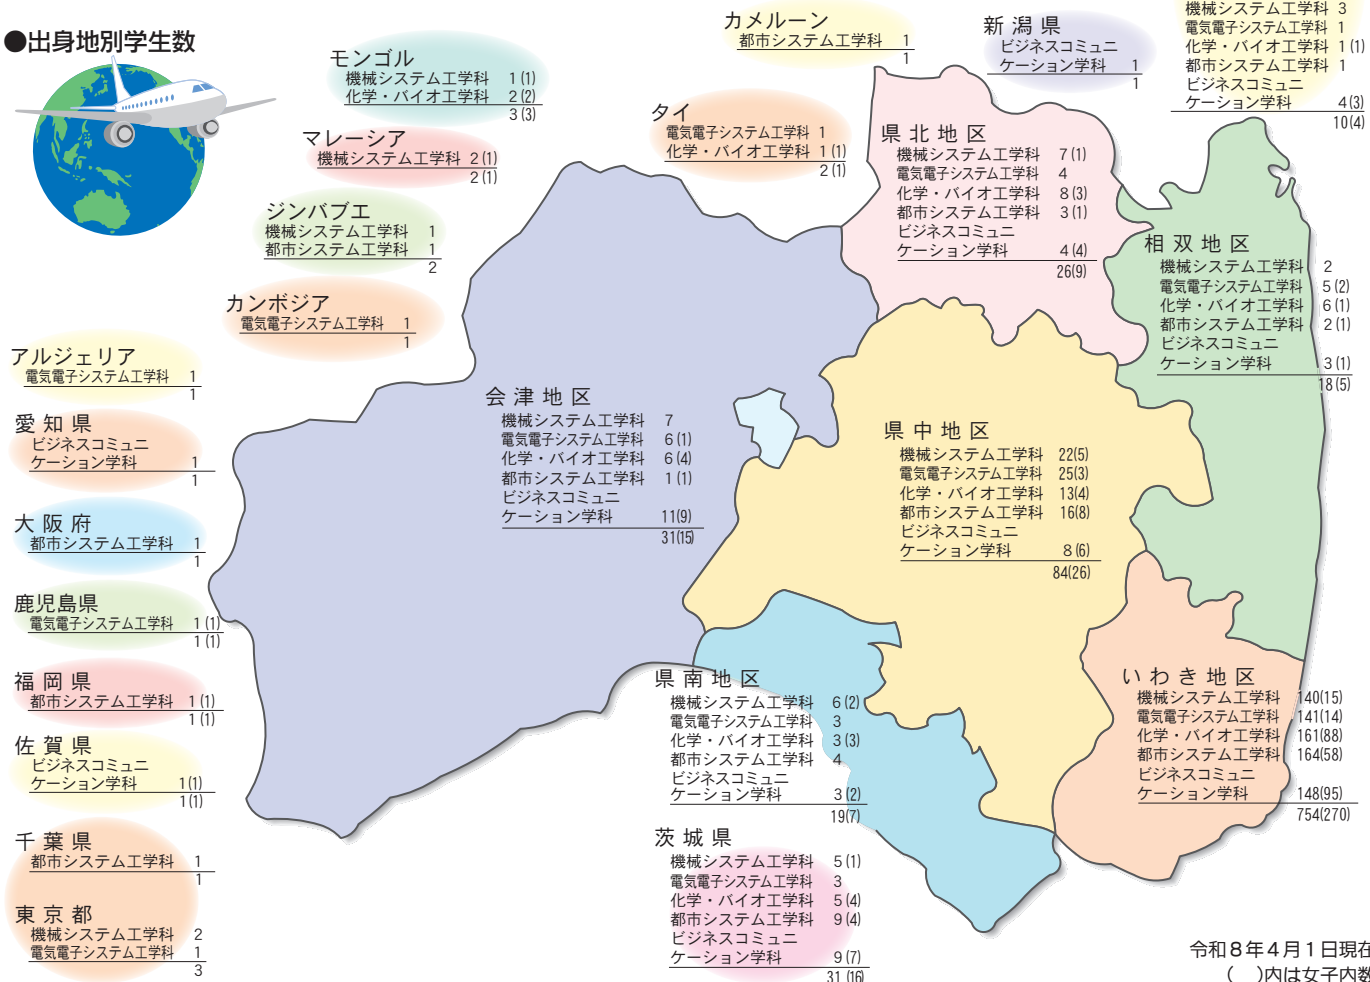 ●出身地別学生数
モンゴル
機械システム工学科 1(1)
化学・バイオ工学科 2(2)
3(3)
マレーシア
機械システム工学科 2(1)
2(1)
ジンバブエ
機械システム工学科 1
都市システム工学科 1
2
カンボジア
電気電子システム工学科 1
1
アルジェリア
電気電子システム工学科 1
1
愛知県
ビジネスコミュニ
ケーション学科 1
1
大阪府
都市システム工学科 1
1
鹿児島県
電気電子システム工学科 1(1)
1(1)
福岡県
都市システム工学科 1(1)
1(1)
佐賀県
ビジネスコミュニ
ケーション学科 1(1)
1(1)
千葉県
都市システム工学科 1
1
東京都
機械システム工学科 2
電気電子システム工学科 1
3
カメルーン
都市システム工学科 1
1
タイ
電気電子システム工学科 1
化学・バイオ工学科 1(1)
2(1)
新潟県
ビジネスコミュニ
ケーション学科 1
1
機械システム工学科 3
電気電子システム工学科 1
化学・バイオ工学科 1(1)
都市システム工学科 1
ビジネスコミュニ
ケーション学科 4(3)
10(4)
県北地区
機械システム工学科 7(1)
電気電子システム工学科 4
化学・バイオ工学科 8(3)
都市システム工学科 3(1)
ビジネスコミュニ
ケーション学科 4(4)
26(9)
相双地区
機械システム工学科 2
電気電子システム工学科 5(2)
化学・バイオ工学科 6(1)
都市システム工学科 2(1)
ビジネスコミュニ
ケーション学科 3(1)
18(5)
会津地区
機械システム工学科 7
電気電子システム工学科 6(1)
化学・バイオ工学科 6(4)
都市システム工学科 1(1)
ビジネスコミュニ
ケーション学科 11(9)
31(15)
県中地区
機械システム工学科 22(5)
電気電子システム工学科 25(3)
化学・バイオ工学科 13(4)
都市システム工学科 16(8)
ビジネスコミュニ
ケーション学科 8(6)
84(26)
県南地区
機械システム工学科 6(2)
電気電子システム工学科 3
化学・バイオ工学科 3(3)
都市システム工学科 4
ビジネスコミュニ
ケーション学科 3(2)
19(7)
いわき地区
機械システム工学科 140(15)
電気電子システム工学科 141(14)
化学・バイオ工学科 161(88)
都市システム工学科 164(58)
ビジネスコミュニ
ケーション学科 148(95)
754(270)
茨城県
機械システム工学科 5(1)
電気電子システム工学科 3
化学・バイオ工学科 5(4)
都市システム工学科 9(4)
ビジネスコミュニ
ケーション学科 9(7)
31(16)
令和8年4月1日現在
( )内は女子内数